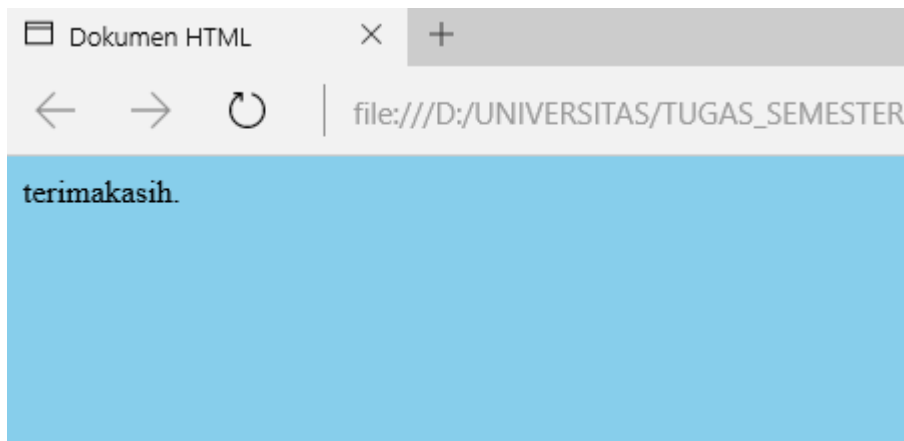 Dokumen HTML
file:///D:/UNIVERSITAS/TUGAS_SEMESTER
terimakasih.